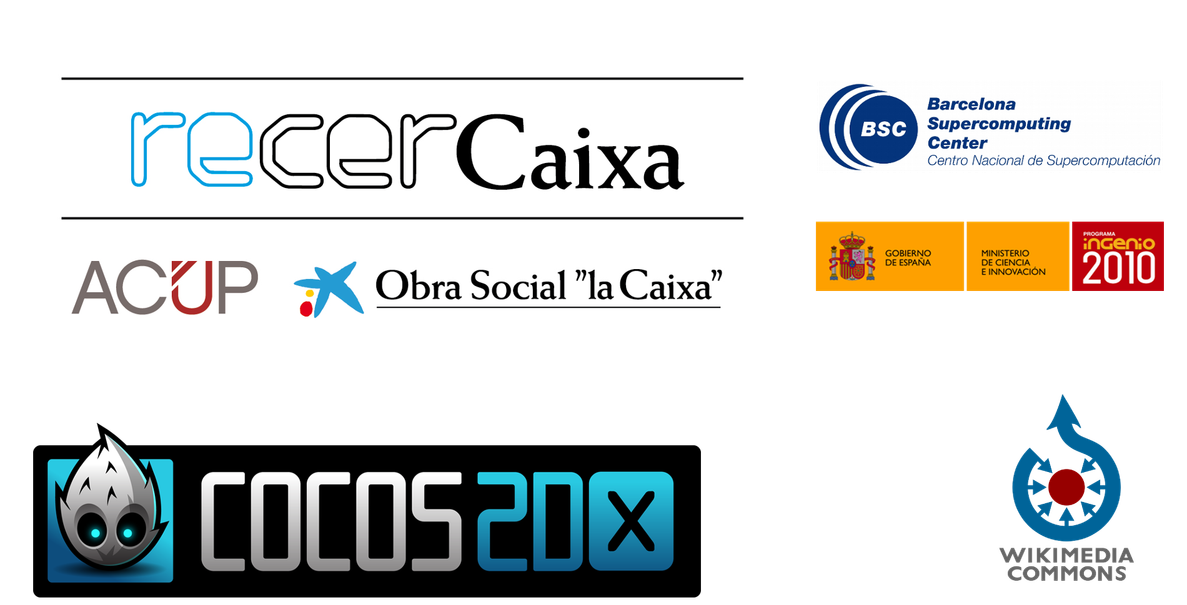 recerCaixa
ACUP
Obra Social "la Caixa"
BSC
Barcelona
Supercomputing
Center
Centro Nacional de Supercomputación
GOBIERNO
DE ESPAÑA
MINISTERIO
DE CIENCIA
E INNOVACIÓN
PROGRAMA
ingenio
2010
COCOS2DX
WIKIMEDIA
COMMONS